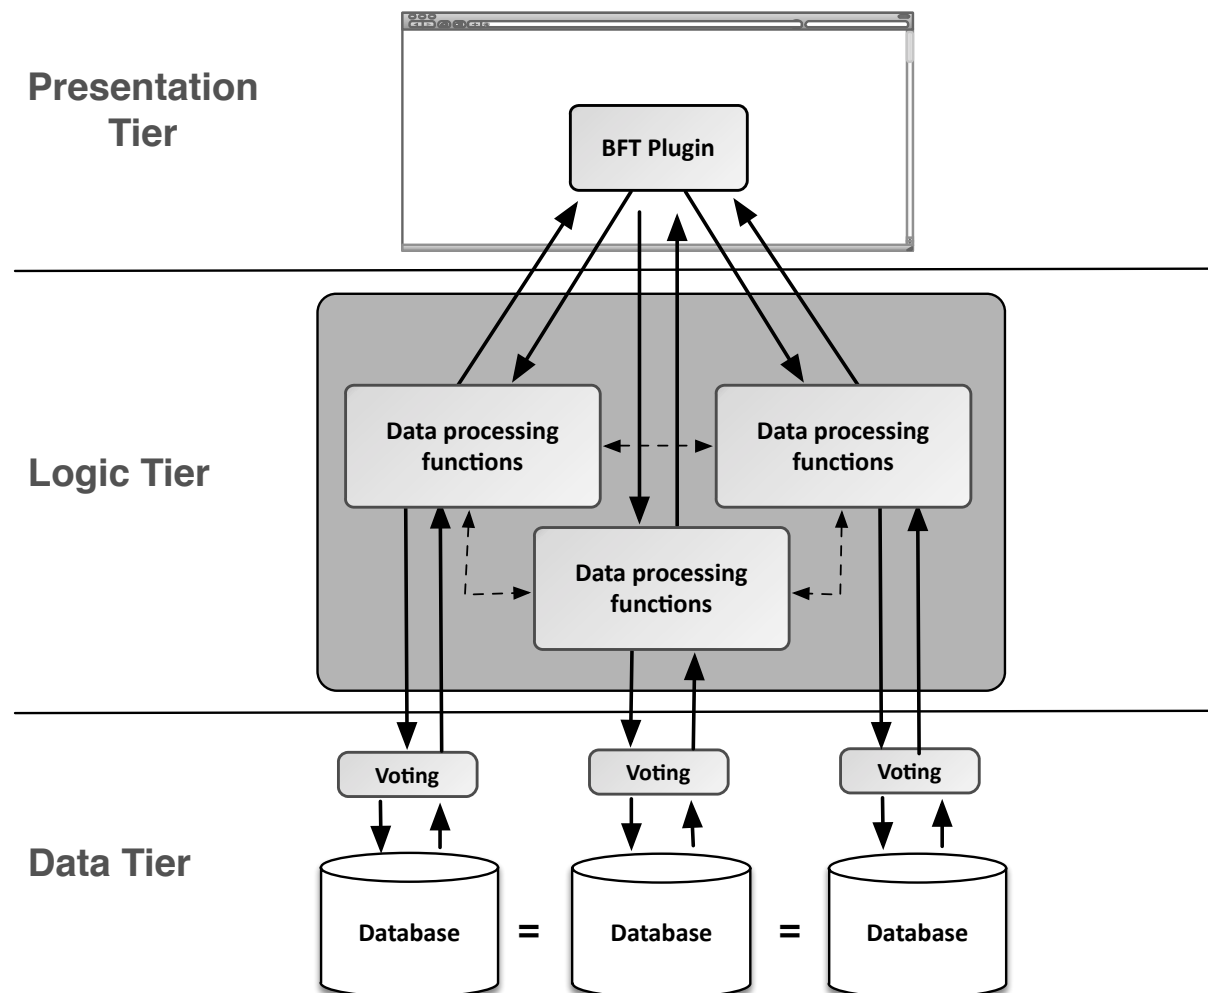 Presentation
Tier
BFT Plugin
Logic Tier
Data processing
functions
Data processing
functions
Data processing
functions
Data Tier
Voting
Voting
Voting
Database
=
Database
=
Database